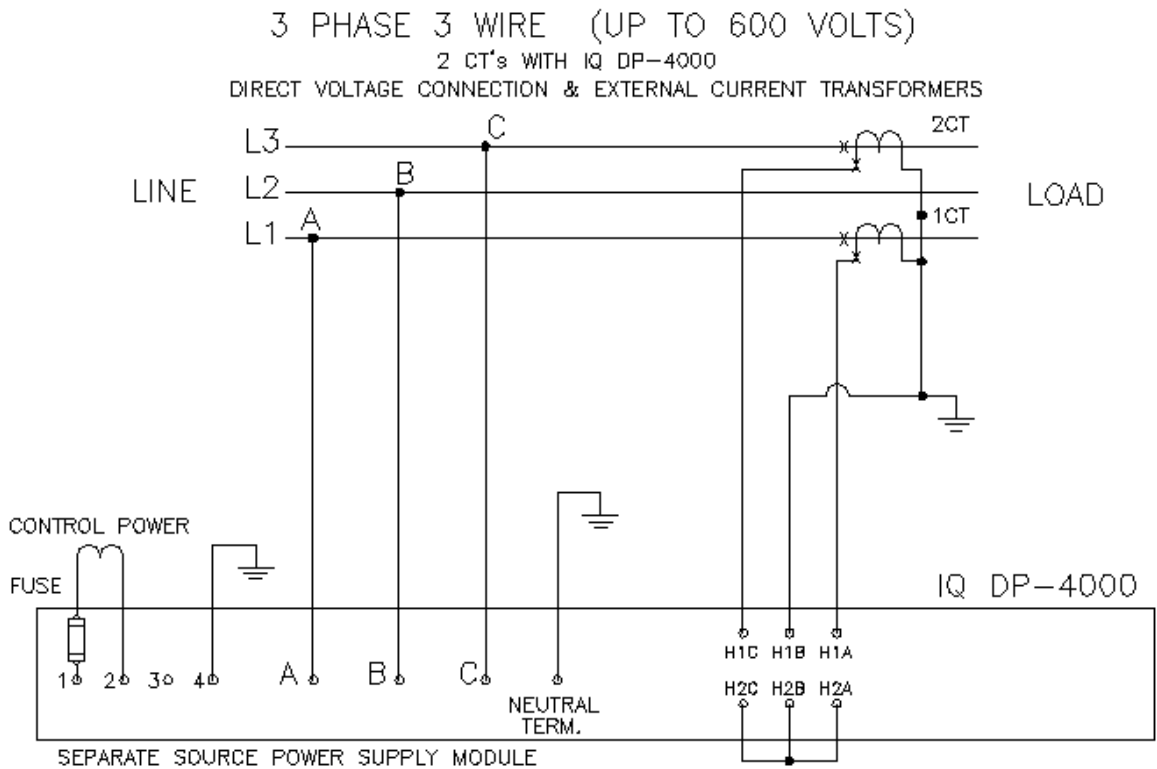 3 PHASE 3 WIRE (UP TO 600 VOLTS)
2 CT's WITH IQ DP-4000
DIRECT VOLTAGE CONNECTION & EXTERNAL CURRENT TRANSFORMERS
C
2CT
L3
B
LINE
L2
LOAD
A
1CT
L1
CONTROL POWER
FUSE
IQ DP-4000
H1C H1B H1A
1 2 3 4 A B C
H2C H2B H2A
NEUTRAL
TERM.
SEPARATE SOURCE POWER SUPPLY MODULE